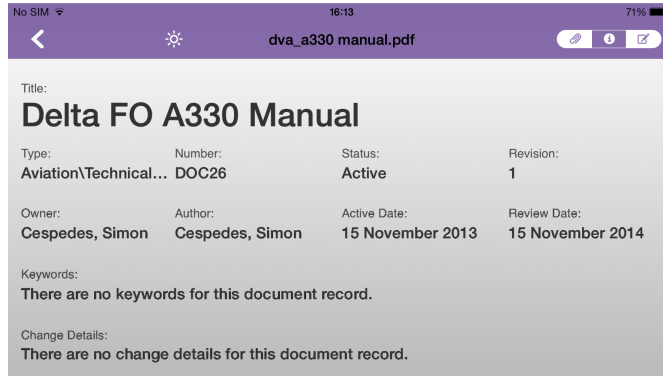 No SIM 16:13 71%
dva_a330 manual.pdf
Title:
Delta FO A330 Manual
Type: Number: Status: Revision:
Aviation\Technical... DOC26 Active 1
Owner: Author: Active Date: Review Date:
Cespedes, Simon Cespedes, Simon 15 November 2013 15 November 2014
Keywords:
There are no keywords for this document record.
Change Details:
There are no change details for this document record.